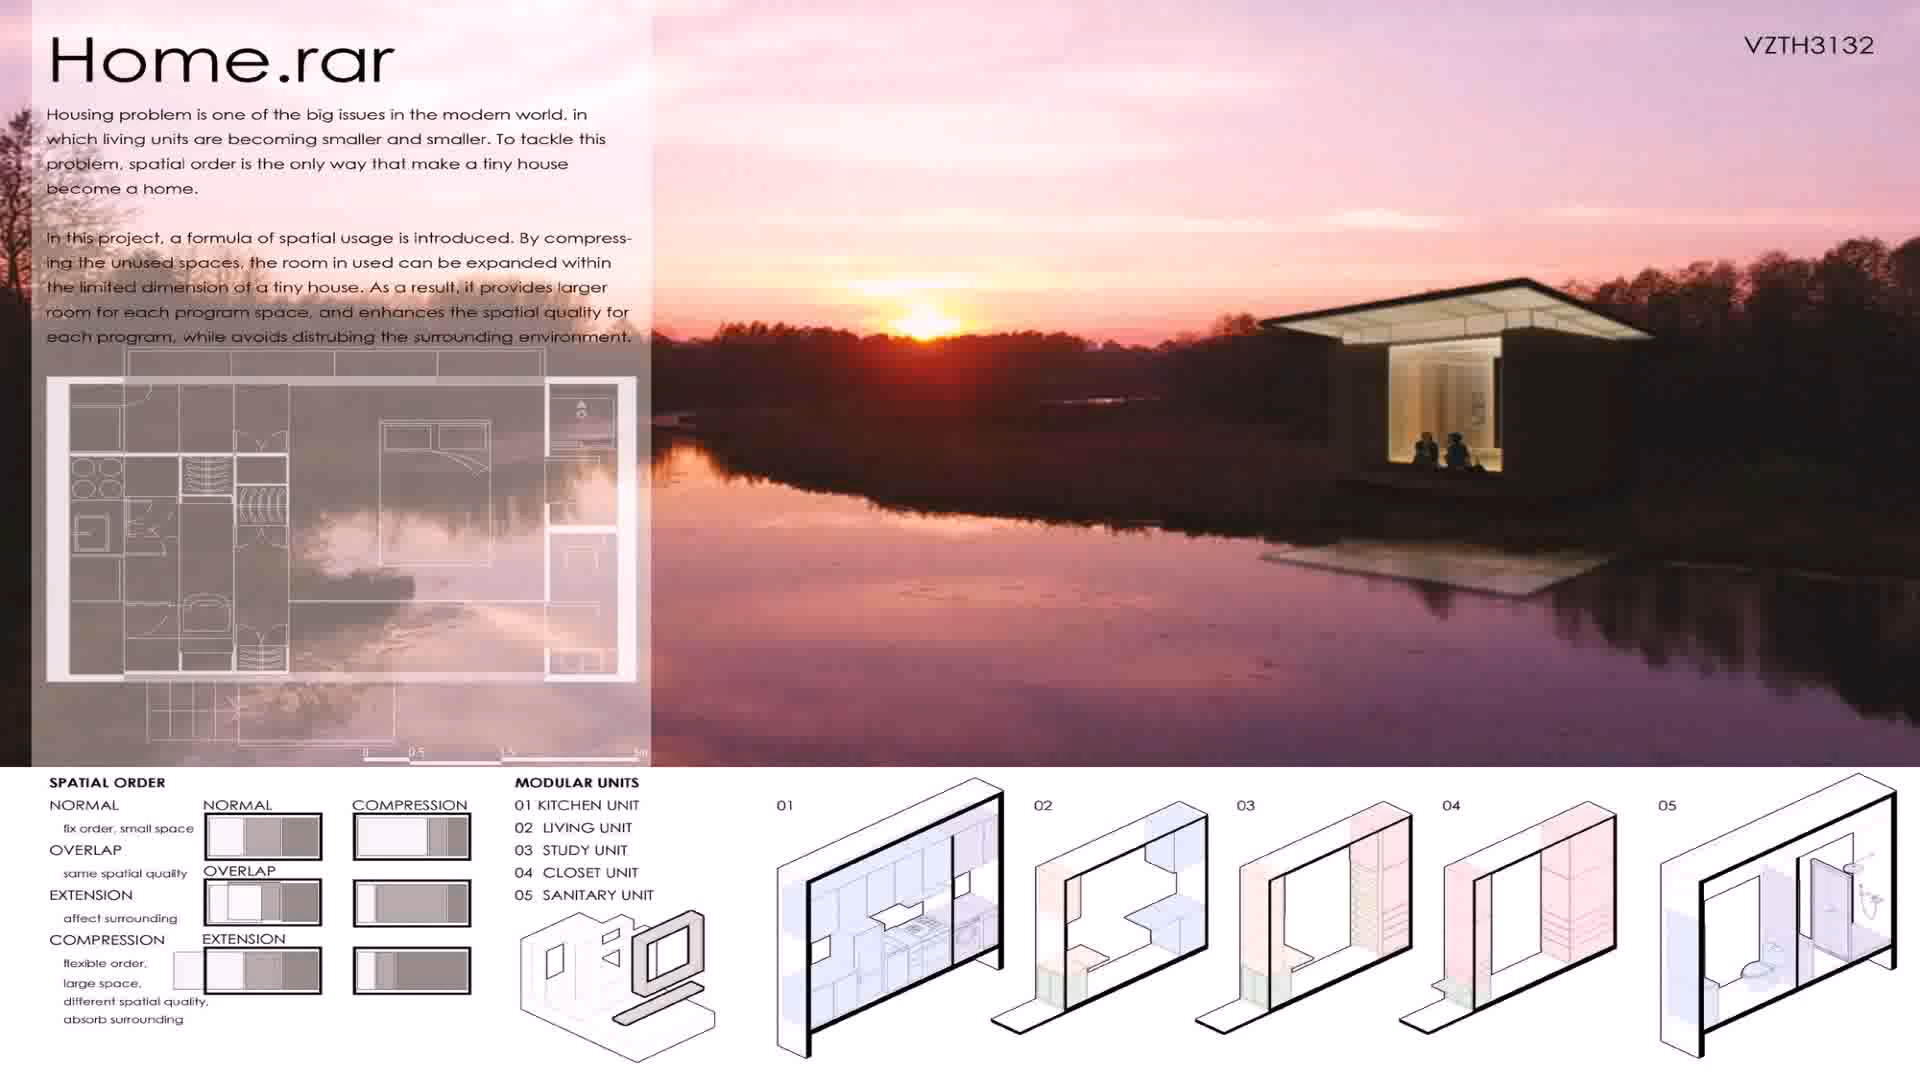 Home.rar
VZTH3132
Housing problem is one of the big issues in the modern world, in
which living units are becoming smaller and smaller. To tackle this
problem, spatial order is the only way that make a tiny house
become a home.
In this project, a formula of spatial usage is introduced. By compress-
ing the unused spaces, the room in used can be expanded within
the limited dimension of a tiny house. As a result, it provides larger
room for each program space, and enhances the spatial quality for
each program, while avoids distrubing the surrounding environment.
0 0.5 1.5 3m
SPATIAL ORDER
NORMAL
fix order, small space
OVERLAP
same spatial quality
EXTENSION
affect surrounding
COMPRESSION
flexible order,
large space,
different spatial quality,
absorb surrounding
NORMAL
OVERLAP
EXTENSION
COMPRESSION
MODULAR UNITS
01 KITCHEN UNIT
02 LIVING UNIT
03 STUDY UNIT
04 CLOSET UNIT
05 SANITARY UNIT
01
02
03
04
05